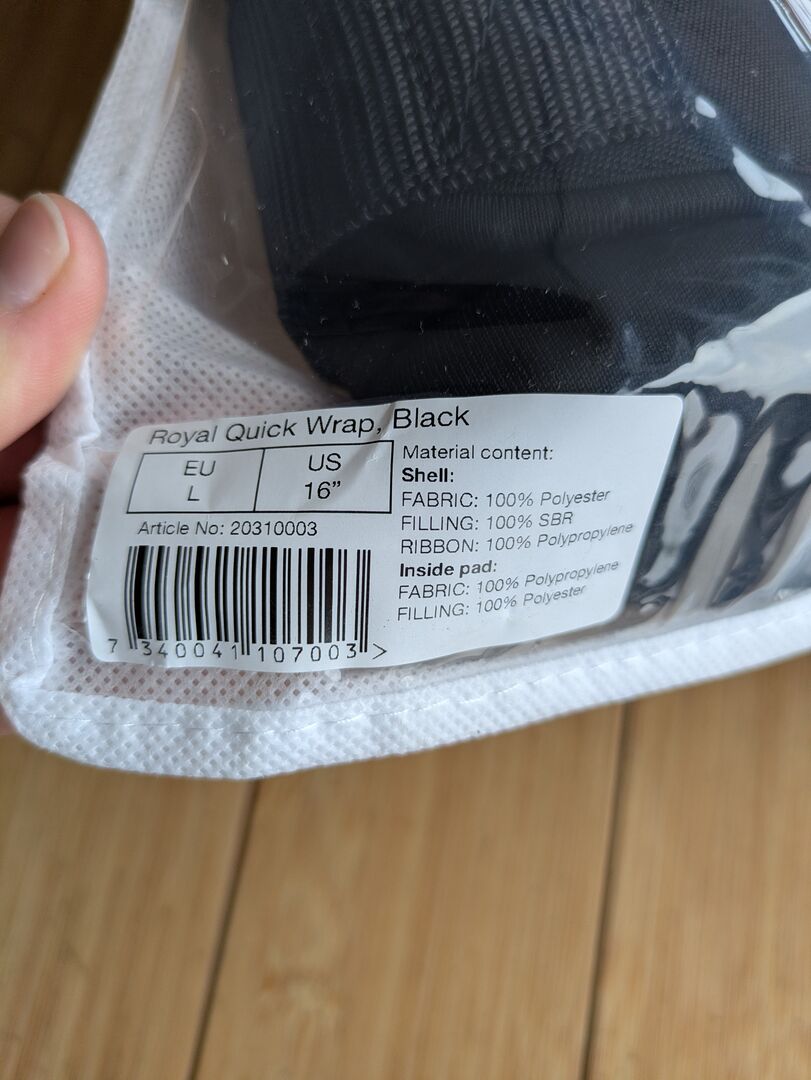 Royal Quick Wrap, Black
EU
L
US
16”
Article No: 20310003
7 340041 107003 >
Material content:
Shell:
FABRIC: 100% Polyester
FILLING: 100% SBR
RIBBON: 100% Polypropylene
Inside pad:
FABRIC: 100% Polypropylene
FILLING: 100% Polyester